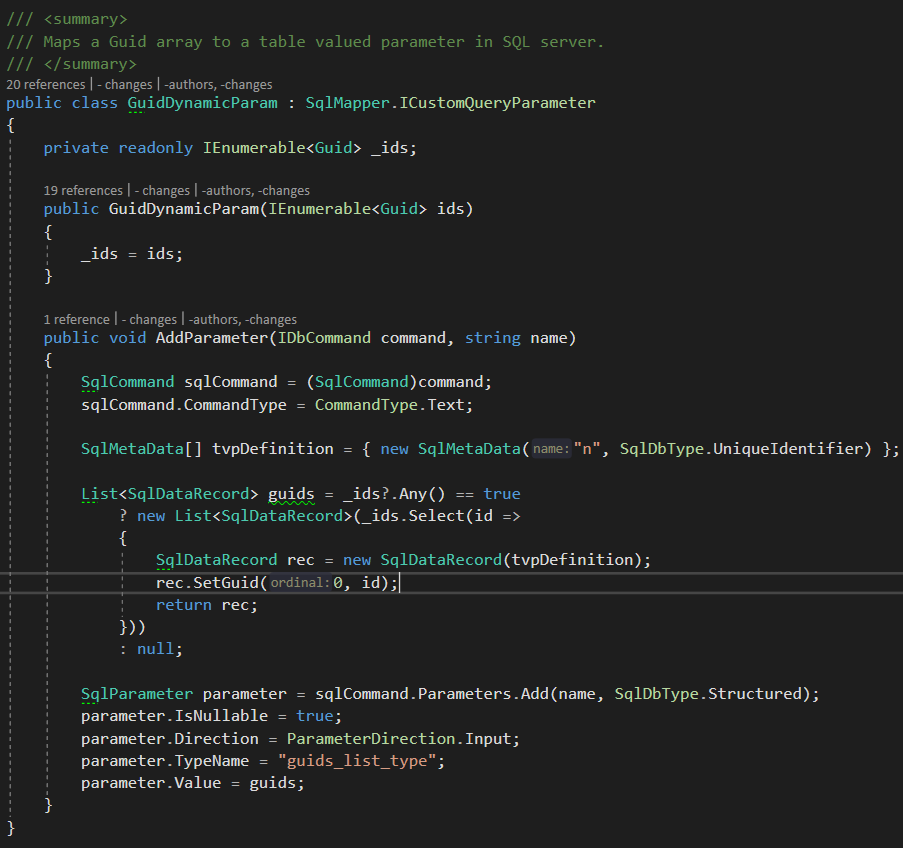 /// <summary>
/// Maps a Guid array to a table valued parameter in SQL server.
/// </summary>
20 references | - changes | -authors, -changes
public class GuidDynamicParam : SqlMapper.ICustomQueryParameter
{
    private readonly IEnumerable<Guid> _ids;
    19 references | - changes | -authors, -changes
    public GuidDynamicParam(IEnumerable<Guid> ids)
    {
        _ids = ids;
    }
    1 reference | - changes | -authors, -changes
    public void AddParameter(IDbCommand command, string name)
    {
        SqlCommand sqlCommand = (SqlCommand)command;
        sqlCommand.CommandType = CommandType.Text;
        SqlMetaData[] tvpDefinition = { new SqlMetaData(name: "n", SqlDbType.UniqueIdentifier) };
        List<SqlDataRecord> guids = _ids?.Any() == true
            ? new List<SqlDataRecord>(_ids.Select(id =>
            {
                SqlDataRecord rec = new SqlDataRecord(tvpDefinition);
                rec.SetGuid(ordinal: 0, id);
                return rec;
            }))
            : null;
        SqlParameter parameter = sqlCommand.Parameters.Add(name, SqlDbType.Structured);
        parameter.IsNullable = true;
        parameter.Direction = ParameterDirection.Input;
        parameter.TypeName = "guids_list_type";
        parameter.Value = guids;
    }
}